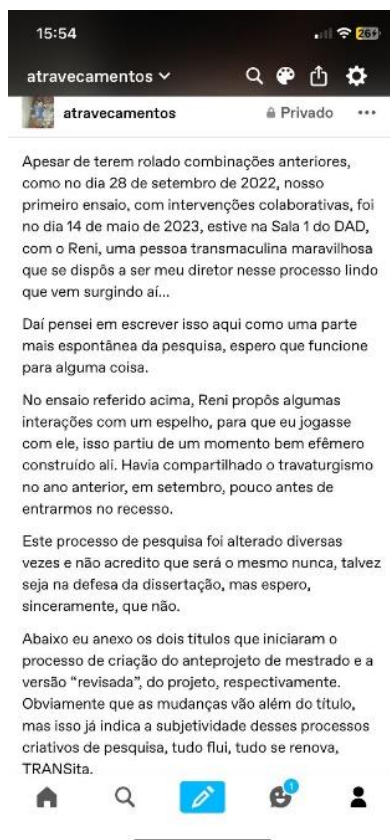 15:54
26
atravecamentos
atravecamentos
Privado
Apesar de terem rolado combinações anteriores,
como no dia 28 de setembro de 2022, nosso
primeiro ensaio, com intervenções colaborativas, foi
no dia 14 de maio de 2023, estive na Sala 1 do DAD,
com o Reni, uma pessoa transmaculina maravilhosa
que se dispôs a ser meu diretor nesse processo lindo
que vem surgindo aí...
Daí pensei em escrever isso aqui como uma parte
mais espontânea da pesquisa, espero que funcione
para alguma coisa.
No ensaio referido acima, Reni propôs algumas
interações com um espelho, para que eu jogasse
com ele, isso partiu de um momento bem efêmero
construído ali. Havia compartilhado o travaturgismo
no ano anterior, em setembro, pouco antes de
entrarmos no recesso.
Este processo de pesquisa foi alterado diversas
vezes e não acredito que será o mesmo nunca, talvez
seja na defesa da dissertação, mas espero,
sinceramente, que não.
Abaixo eu anexo os dois títulos que iniciaram o
processo de criação do anteprojeto de mestrado e a
versão “revisada”, do projeto, respectivamente.
Obviamente que as mudanças vão além do título,
mas isso já indica a subjetividade desses processos
criativos de pesquisa, tudo flui, tudo se renova,
TRANSita.
1